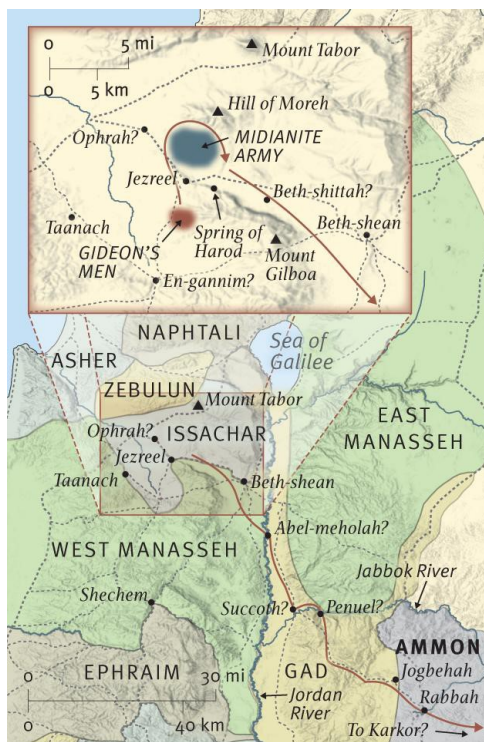 0 5 mi
0 5 km
Mount Tabor
Hill of Moreh
Ophrah?
MIDIANITE
ARMY
Jezreel
Beth-shittah?
Taanach
Spring of
Harod
Beth-shean
GIDEON'S
MEN
Mount
Gilboa
En-gannim?
NAPHTALI
ASHER
Sea of
Galilee
ZEBULUN
Mount Tabor
EAST
MANASSEH
Ophrah?
ISSACHAR
Jezreel
Taanach
Beth-shean
Abel-meholah?
WEST MANASSEH
Jabbok River
Shechem
Succoth?
Penuel?
AMMON
EPHRAIM
GAD
Jogbehah
0 30 mi
Jordan
River
Rabbah
0 40 km
To Karkor?